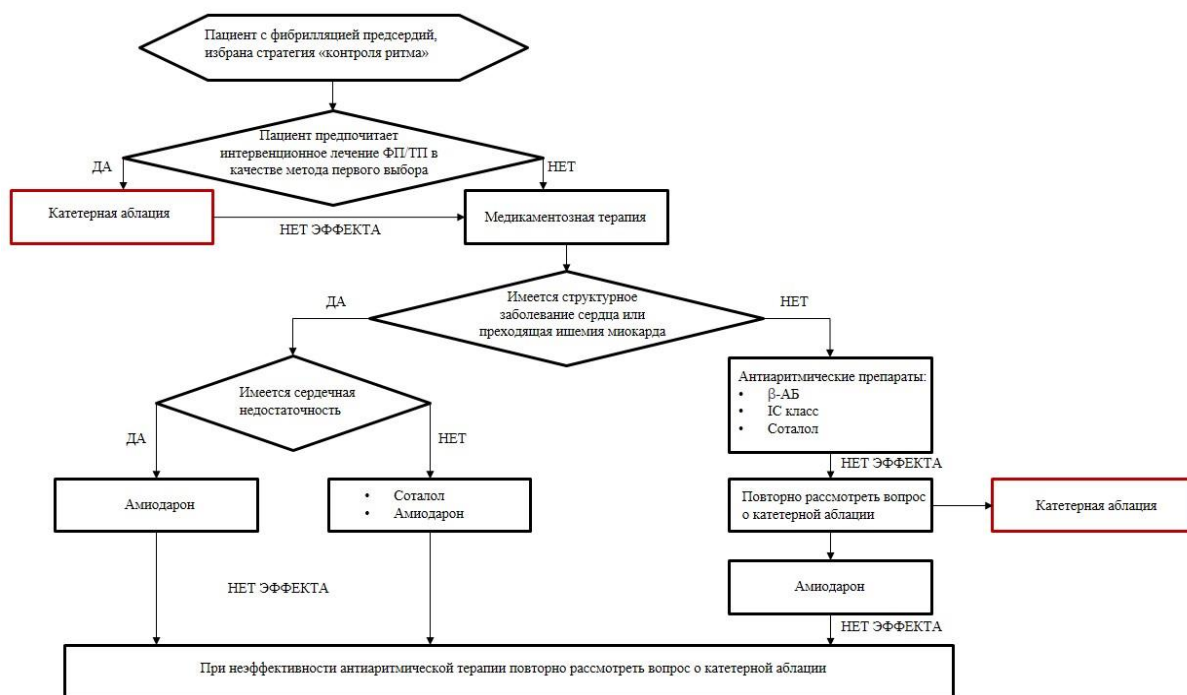 Пациент с фибрилляцией предсердий,
избрана стратегия «контроля ритма»
Пациент предпочитает
интервенционное лечение ФП/ТП в
качестве метода первого выбора
ДА
НЕТ
Катетерная аблация
НЕТ ЭФФЕКТА
Медикаментозная терапия
ДА
НЕТ
Имеется структурное
заболевание сердца или
преходящая ишемия миокарда
Имеется сердечная
недостаточность
Антиаритмические препараты:
• β-АБ
• IC класс
• Соталол
ДА
НЕТ
НЕТ ЭФФЕКТА
Амиодарон
• Соталол
• Амиодарон
Повторно рассмотреть вопрос
о катетерной аблации
Катетерная аблация
Амиодарон
НЕТ ЭФФЕКТА
НЕТ ЭФФЕКТА
При неэффективности антиаритмической терапии повторно рассмотреть вопрос о катетерной аблации